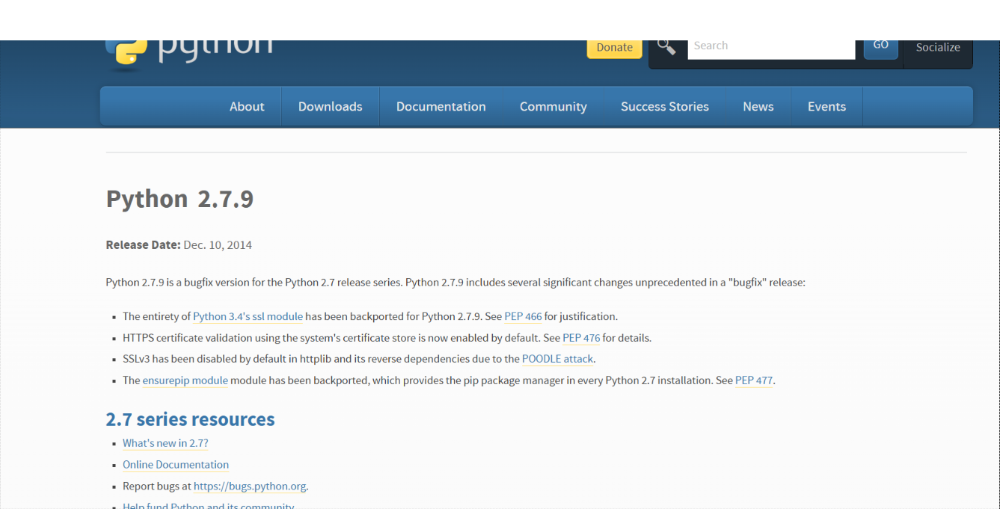 python
Donate
Search
GO
Socialize
About Downloads Documentation Community Success Stories News Events
Python 2.7.9
Release Date: Dec. 10, 2014
Python 2.7.9 is a bugfix version for the Python 2.7 release series. Python 2.7.9 includes several significant changes unprecedented in a "bugfix" release:
▪ The entirety of Python 3.4's ssl module has been backported for Python 2.7.9. See PEP 466 for justification.
▪ HTTPS certificate validation using the system's certificate store is now enabled by default. See PEP 476 for details.
▪ SSLv3 has been disabled by default in httplib and its reverse dependencies due to the POODLE attack.
▪ The ensurepip module module has been backported, which provides the pip package manager in every Python 2.7 installation. See PEP 477.
2.7 series resources
▪ What's new in 2.7?
▪ Online Documentation
▪ Report bugs at https://bugs.python.org.
▪ Help fund Python and its community